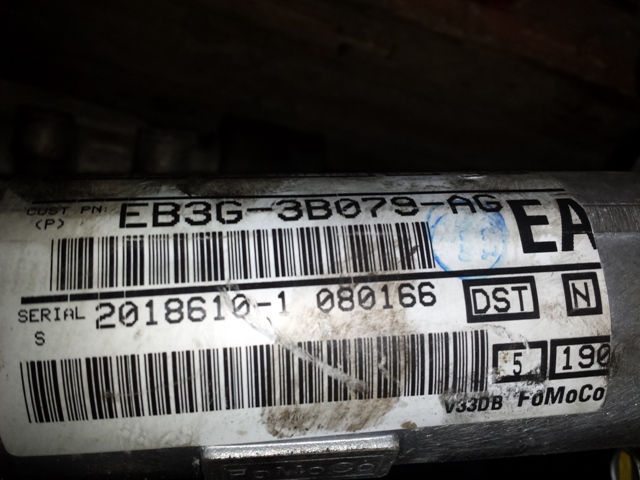 CUST PN: EB3G-3B079-AG
(P)
EA
SERIAL 2018610-1 080166 DST N
S
5 190
V33DB FoMoCo